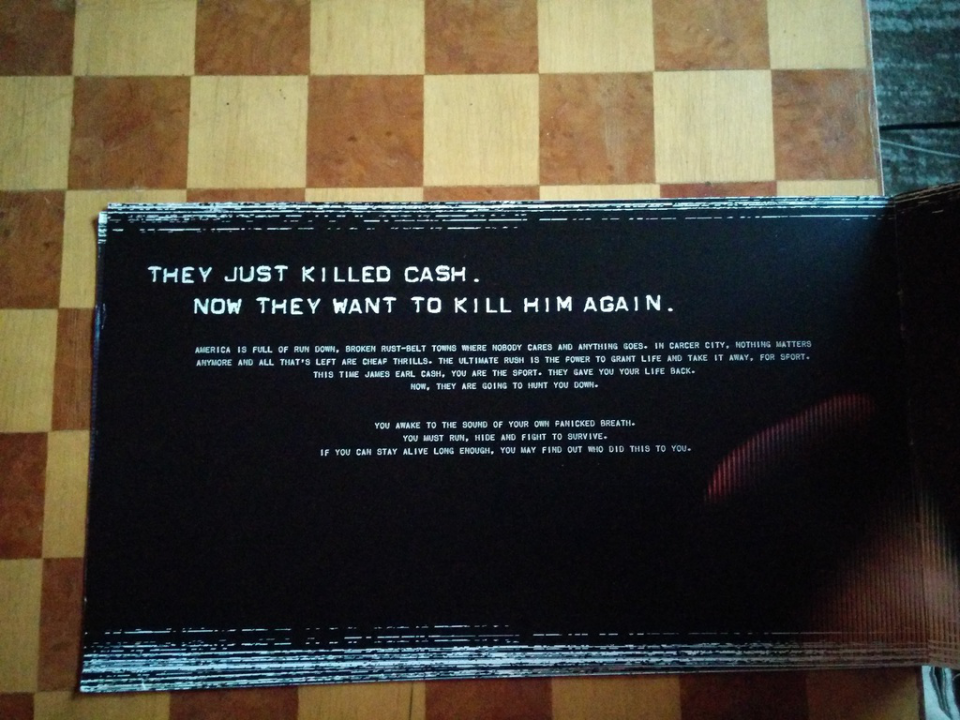 THEY JUST KILLED CASH.
NOW THEY WANT TO KILL HIM AGAIN.
AMERICA IS FULL OF RUN DOWN, BROKEN RUST-BELT TOWNS WHERE NOBODY CARES AND ANYTHING GOES. IN CARCER CITY, NOTHING MATTERS
ANYMORE AND ALL THAT'S LEFT ARE CHEAP THRILLS. THE ULTIMATE RUSH IS THE POWER TO GRANT LIFE AND TAKE IT AWAY, FOR SPORT.
THIS TIME JAMES EARL CASH, YOU ARE THE SPORT. THEY GAVE YOU YOUR LIFE BACK.
NOW, THEY ARE GOING TO HUNT YOU DOWN.
YOU AWAKE TO THE SOUND OF YOUR OWN PANICKED BREATH.
YOU MUST RUN, HIDE AND FIGHT TO SURVIVE.
IF YOU CAN STAY ALIVE LONG ENOUGH, YOU MAY FIND OUT WHO DID THIS TO YOU.